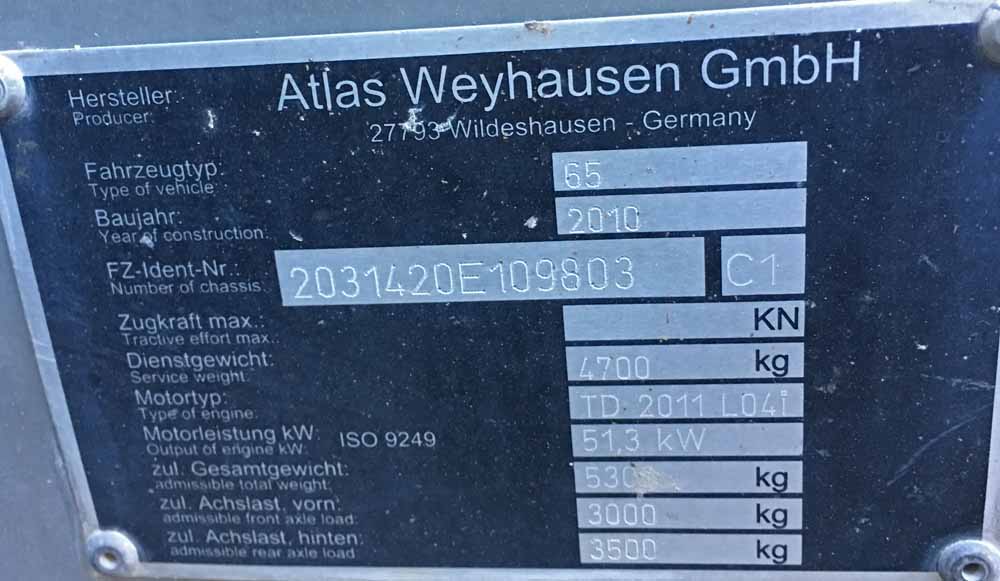 Hersteller: Atlas Weyhausen GmbH
Producer: 27793 Wildeshausen - Germany
Fahrzeugtyp: 65
Type of vehicle:
Baujahr: 2010
Year of construction:
FZ-Ident-Nr.: 2031420E109803 C1
Number of chassis:
Zugkraft max.: KN
Tractive effort max.:
Dienstgewicht: 4700 kg
Service weight:
Motortyp: TD 2011 L04i
Type of engine:
Motorleistung kW: ISO 9249 51,3 kW
Output of engine kW:
zul. Gesamtgewicht: kg
admissible total weight:
zul. Achslast, vorn: 3000 kg
admissible front axle load:
zul. Achslast, hinten: 3500 kg
admissible rear axle load